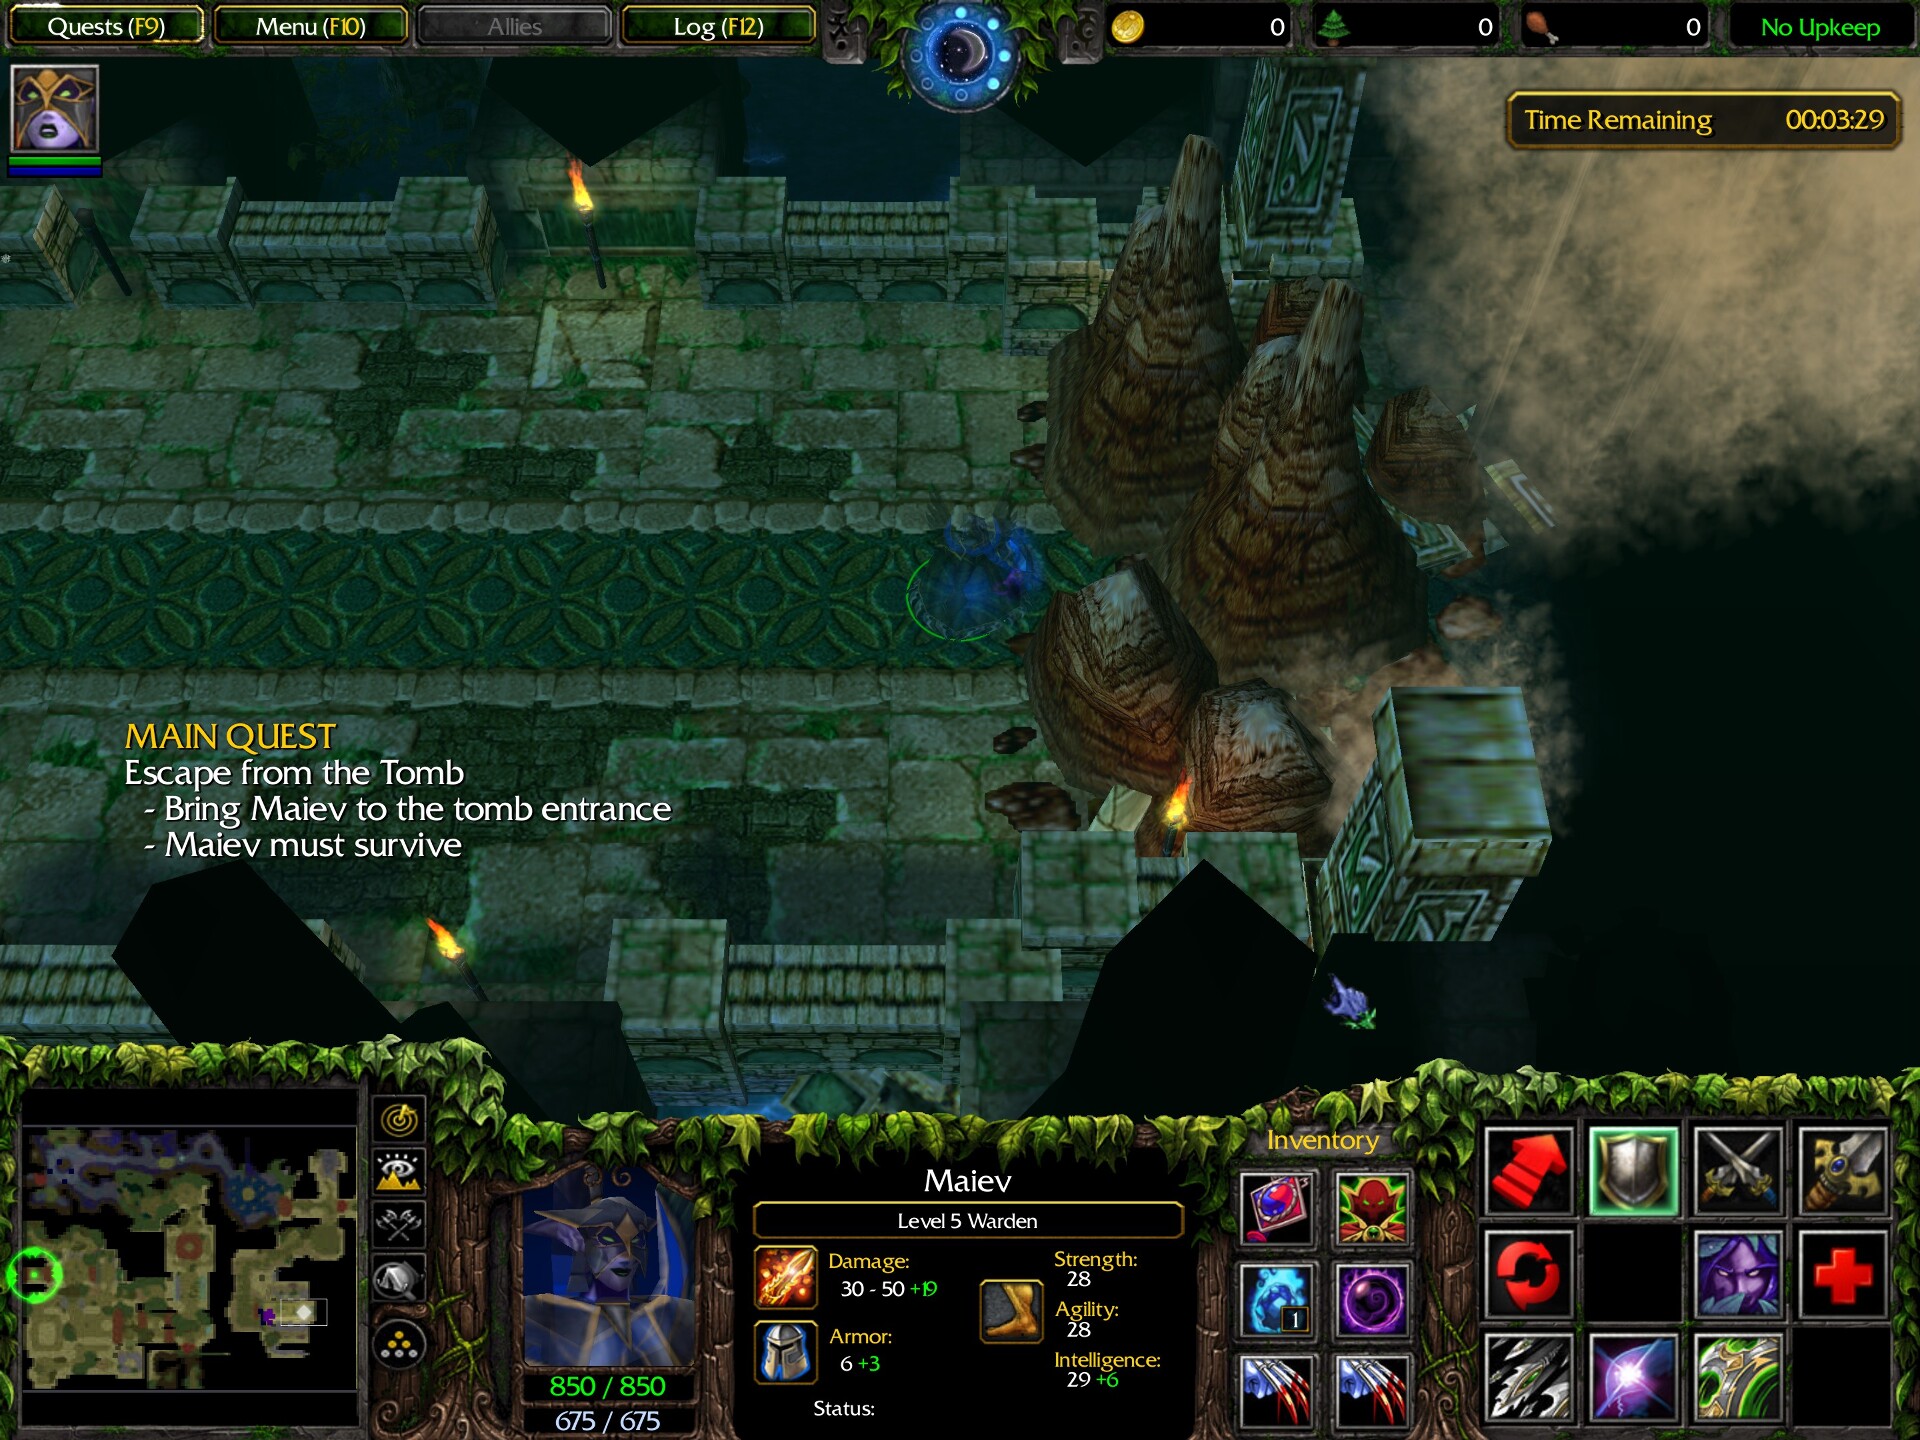 Quests (F9)
Menu (F10)
Allies
Log (F12)
0
0
0
No Upkeep
Time Remaining 00:03:29
MAIN QUEST
Escape from the Tomb
- Bring Maiev to the tomb entrance
- Maiev must survive
Maiev
Level 5 Warden
Damage:
30 - 50 +19
Armor:
6 +3
Strength:
28
Agility:
28
Intelligence:
29 +6
Status:
850 / 850
675 / 675
Inventory
1